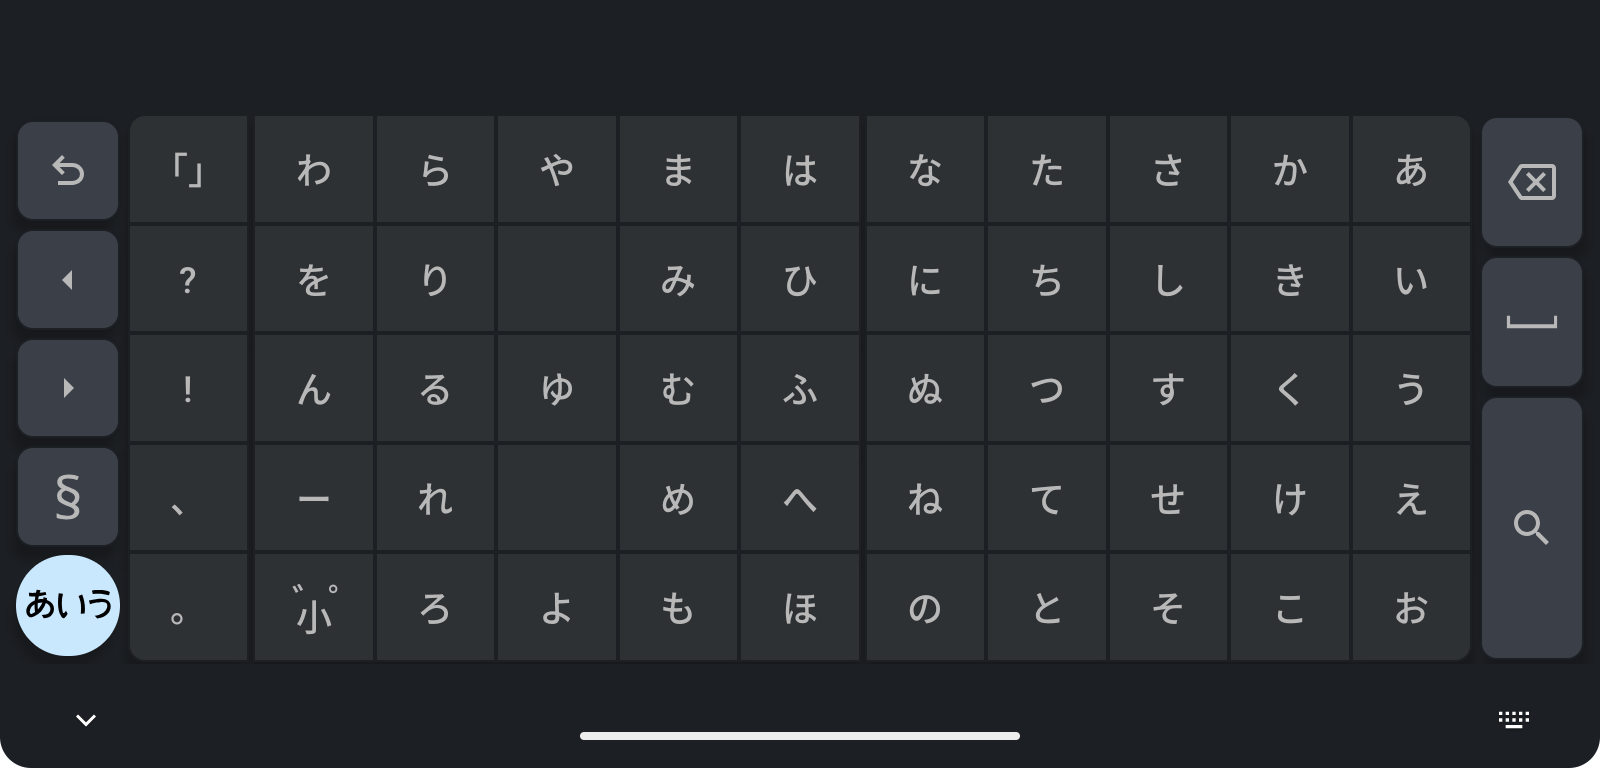 「」 わ ら や ま は な た さ か あ
? を り み ひ に ち し き い
! ん る ゆ む ふ ぬ つ す く う
§ 、 ー れ め へ ね て せ け え
あいう 。 ゛゜小 ろ よ も ほ の と そ こ お